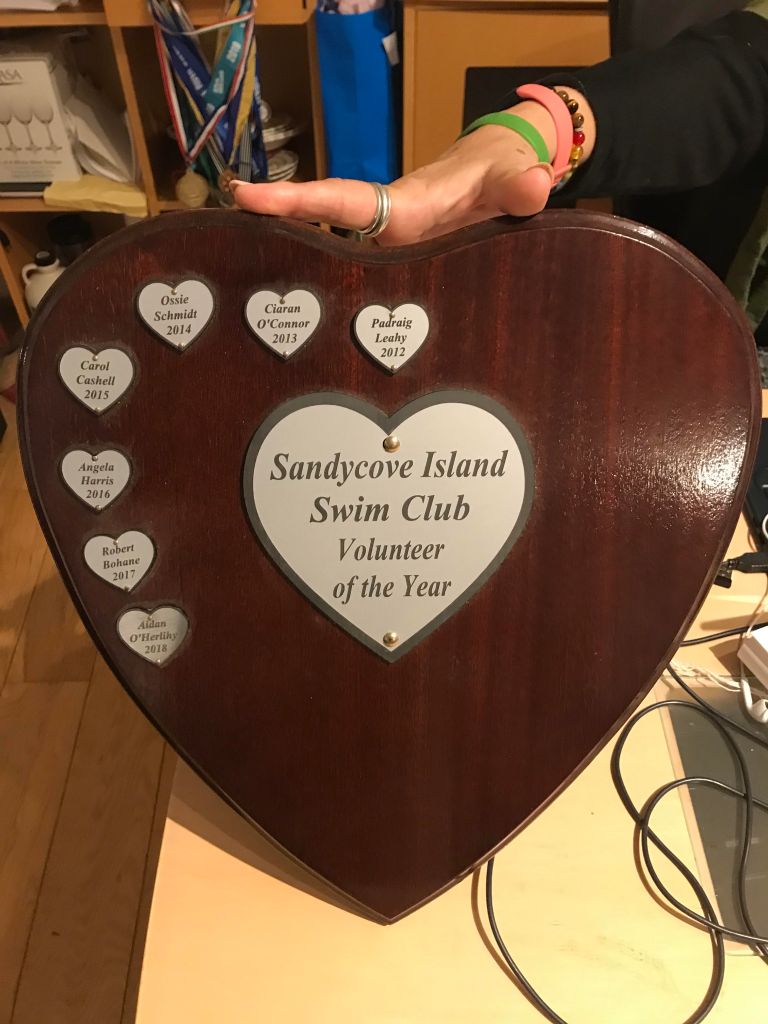 ASA
Ossie
Schmidt
2014
Ciaran
O'Connor
2013
Padraig
Leahy
2012
Carol
Cashell
2015
Angela
Harris
2016
Robert
Bohane
2017
Aidan
O'Herlihy
2018
Sandycove Island
Swim Club
Volunteer
of the Year